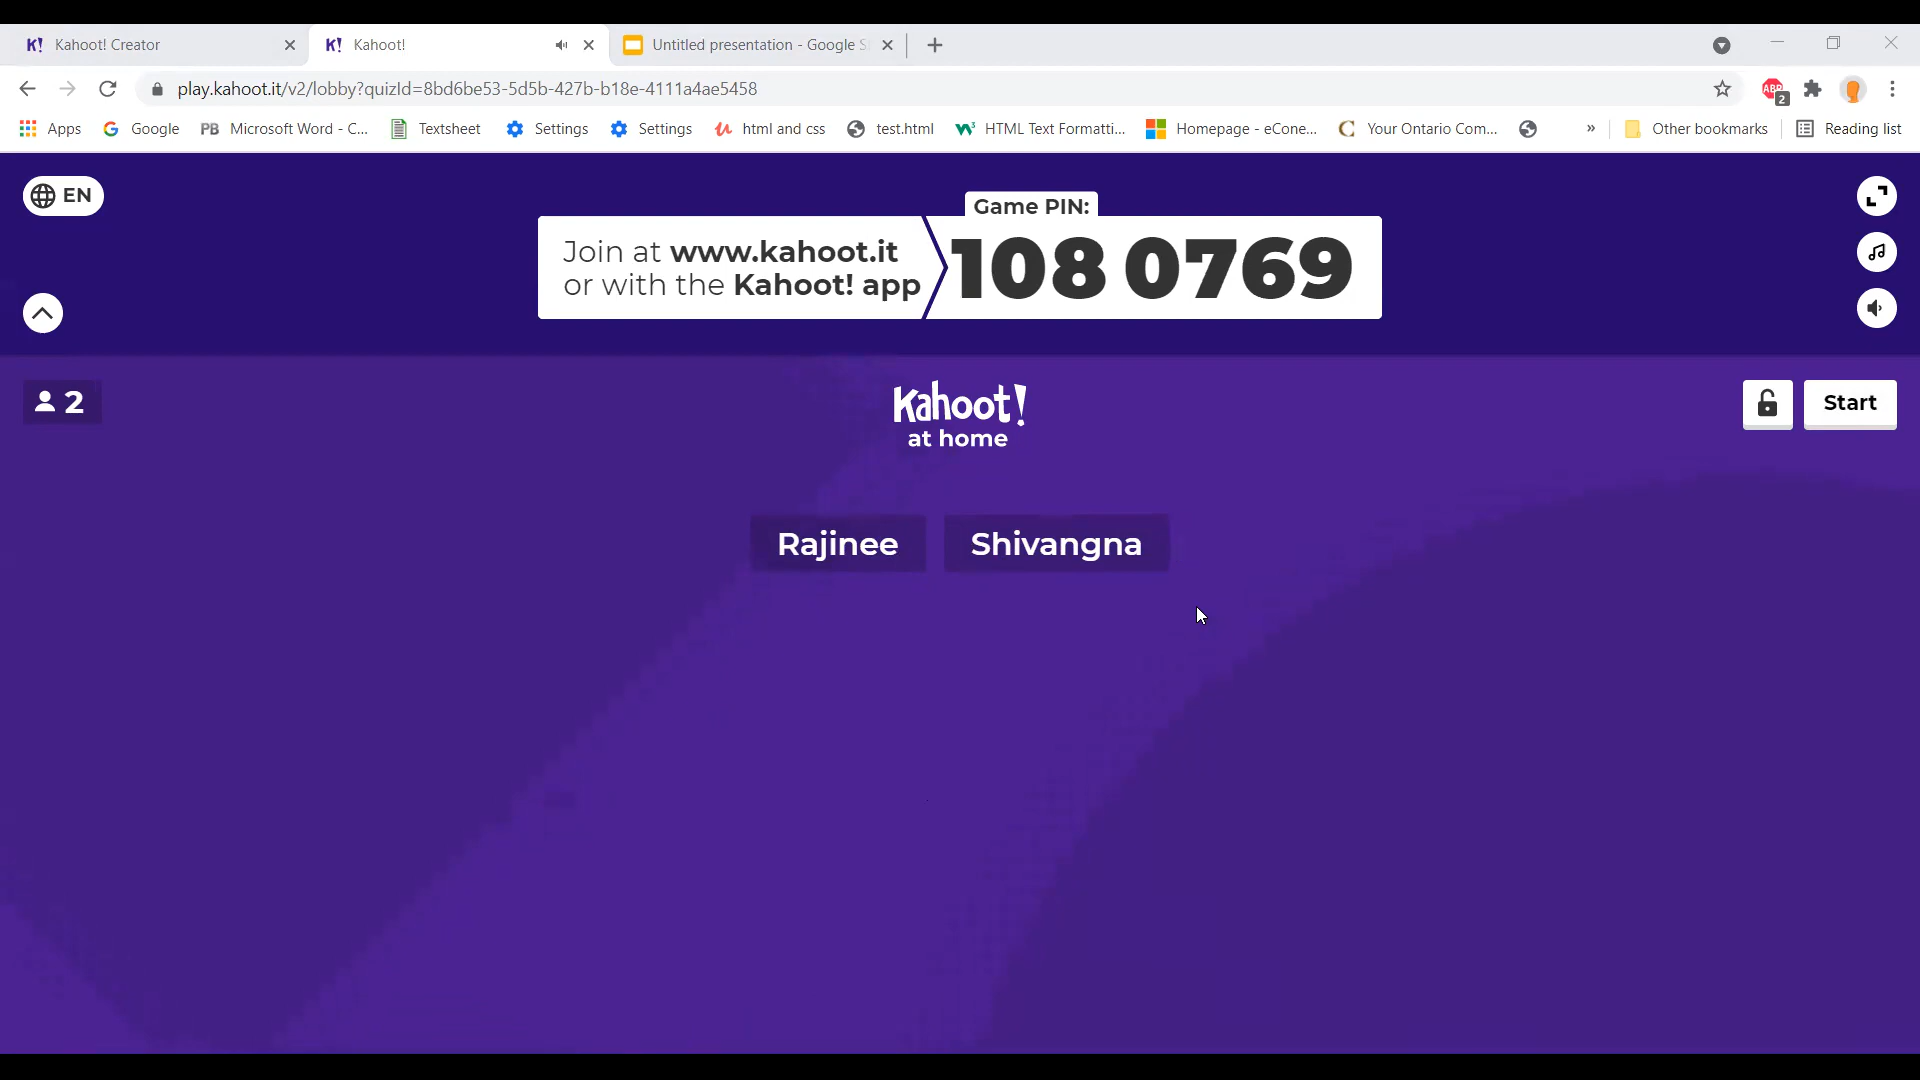 Kahoot! Creator
Kahoot!
Untitled presentation - Google S
play.kahoot.it/v2/lobby?quizId=8bd6be53-5d5b-427b-b18e-4111a4ae5458
ABP
2
Apps
Google
PB Microsoft Word - C...
Textsheet
Settings
Settings
html and css
test.html
HTML Text Formatti...
Homepage - eCone...
Your Ontario Com...
»
Other bookmarks
Reading list
EN
Game PIN:
Join at www.kahoot.it
or with the Kahoot! app
108 0769
2
Kahoot!
at home
Start
Rajinee
Shivangna